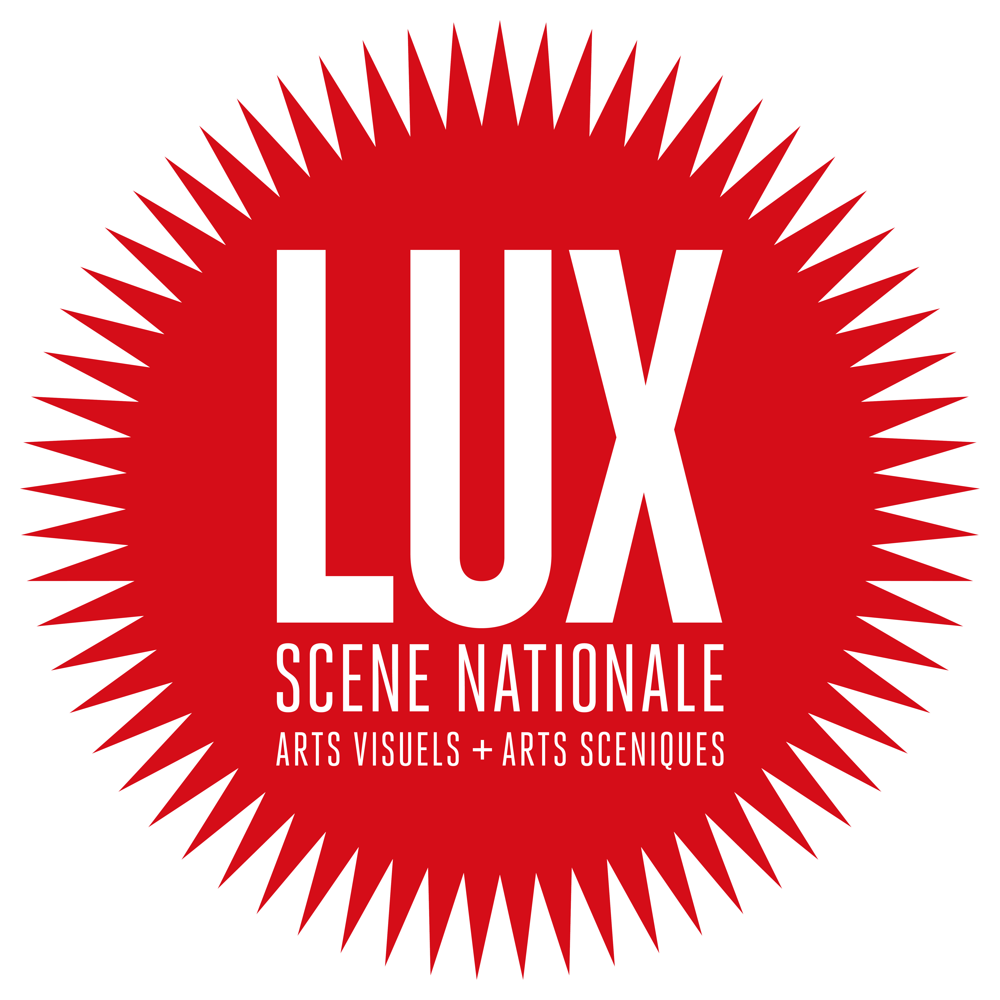 LUX
SCENE NATIONALE
ARTS VISUELS + ARTS SCENIQUES